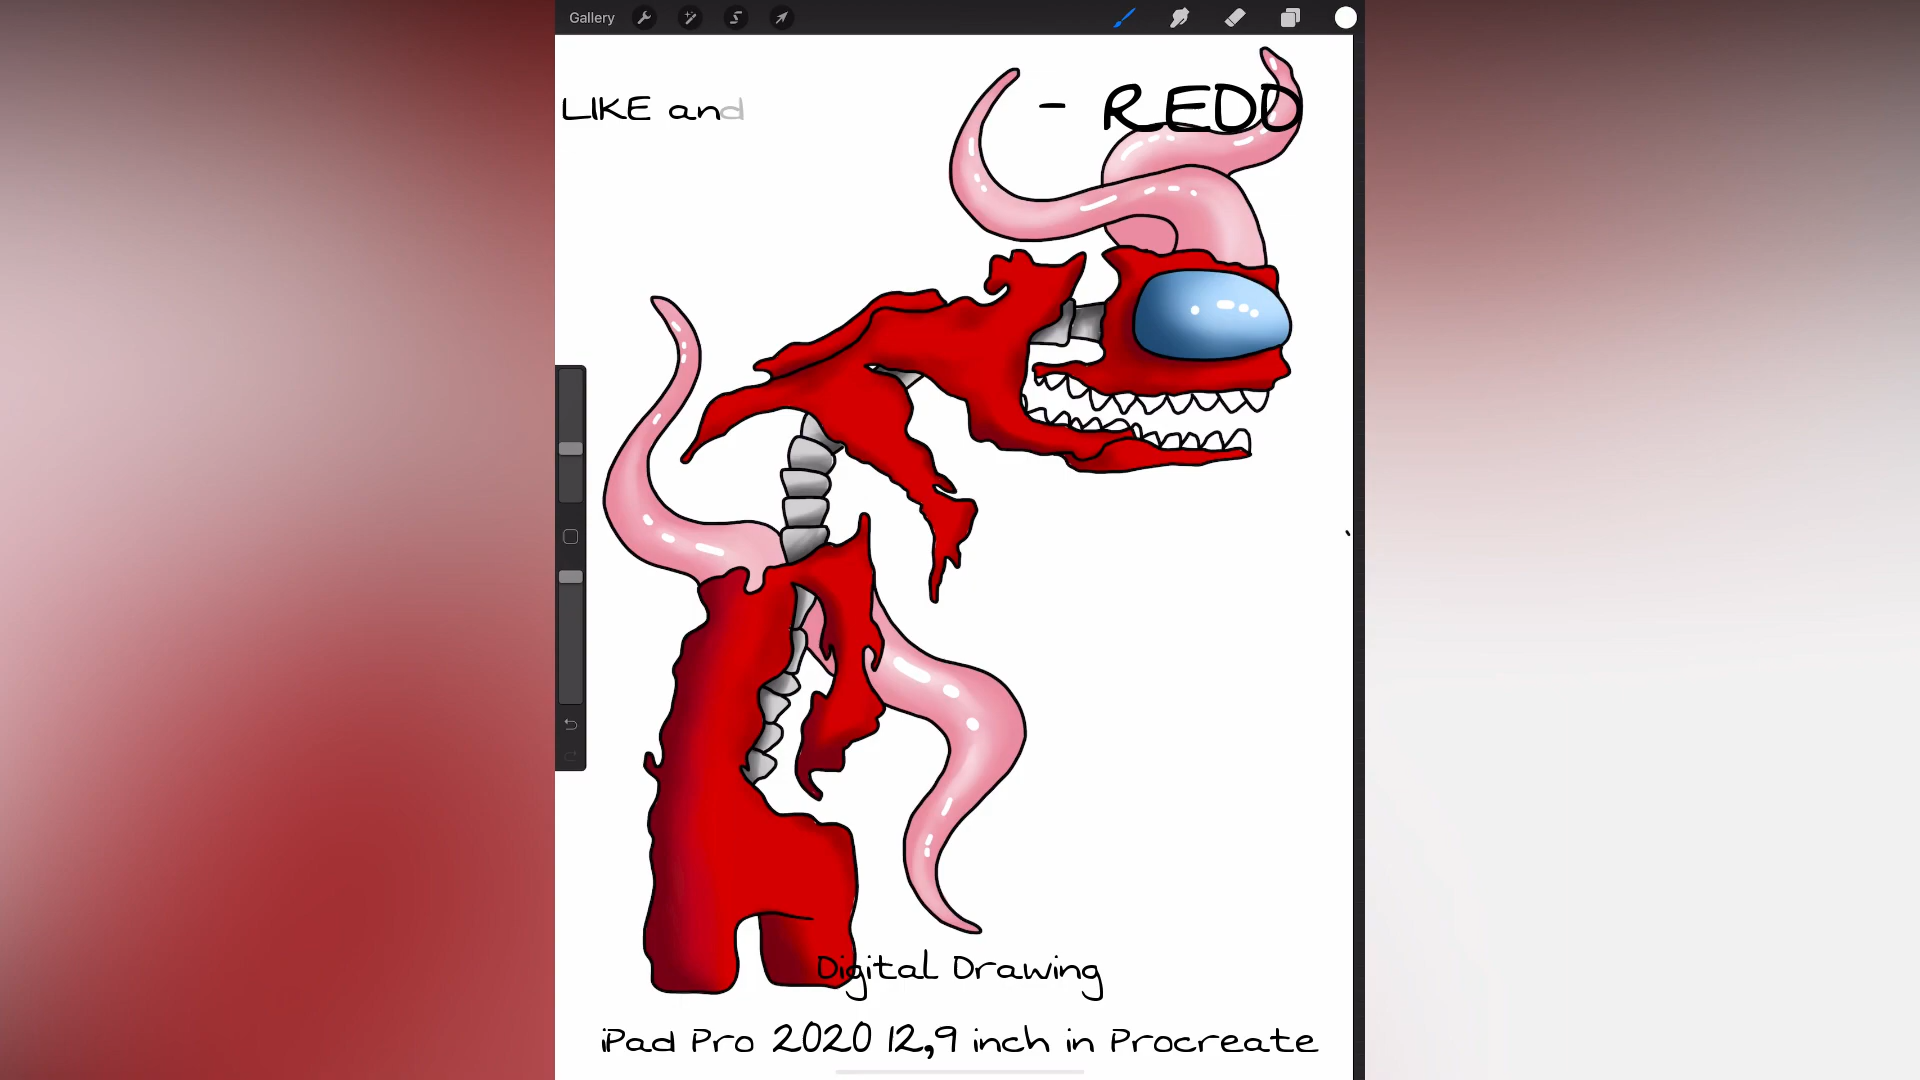 Gallery
LIKE and
- REDD
Digital Drawing
iPad Pro 2020 12,9 inch in Procreate